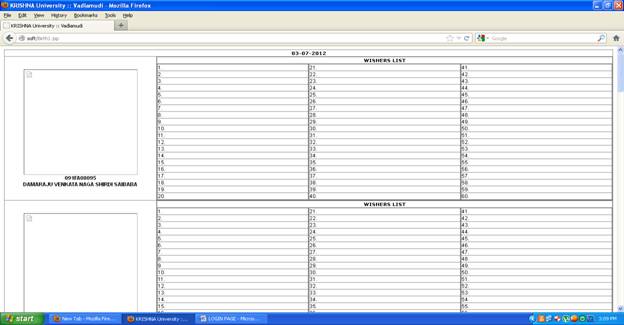 KRISHNA University :: Vadlamudi - Mozilla Firefox
File Edit View History Bookmarks Tools Help
KRISHNA University :: Vadlamudi
Google
03-07-2012
WISHERS LIST
1. 21. 41.
2. 22. 42.
3. 23. 43.
4. 24. 44.
5. 25. 45.
6. 26. 46.
7. 27. 47.
8. 28. 48.
9. 29. 49.
10. 30. 50.
11. 31. 51.
12. 32. 52.
13. 33. 53.
14. 34. 54.
15. 35. 55.
16. 36. 56.
17. 37. 57.
18. 38. 58.
19. 39. 59.
20. 40. 60.
091FA08095
DAMARAJU VENKATA NAGA SHIRDI SAIBABA
WISHERS LIST
1. 21. 41.
2. 22. 42.
3. 23. 43.
4. 24. 44.
5. 25. 45.
6. 26. 46.
7. 27. 47.
8. 28. 48.
9. 29. 49.
10. 30. 50.
11. 31. 51.
12. 32. 52.
13. 33. 53.
14. 34. 54.
15. 35. 55.
start New Tab - Mozilla Fire... KRISHNA University :... LOGIN PAGE - Micros... 3:09 PM